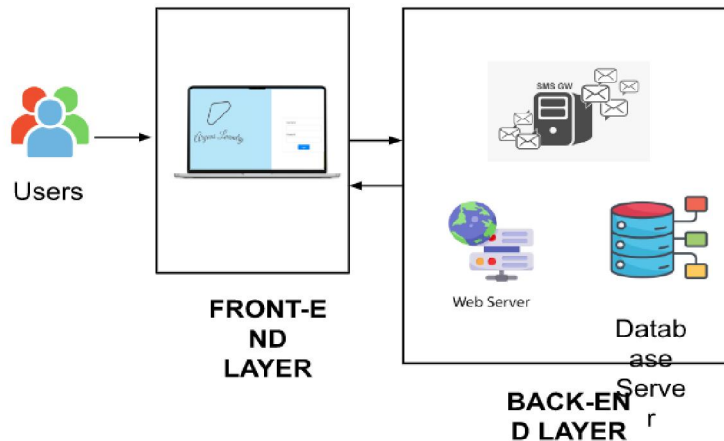 SMS GW
Users
Web Server
FRONT-E
ND
LAYER
Datab
ase
Serve
r
BACK-EN
D LAYER